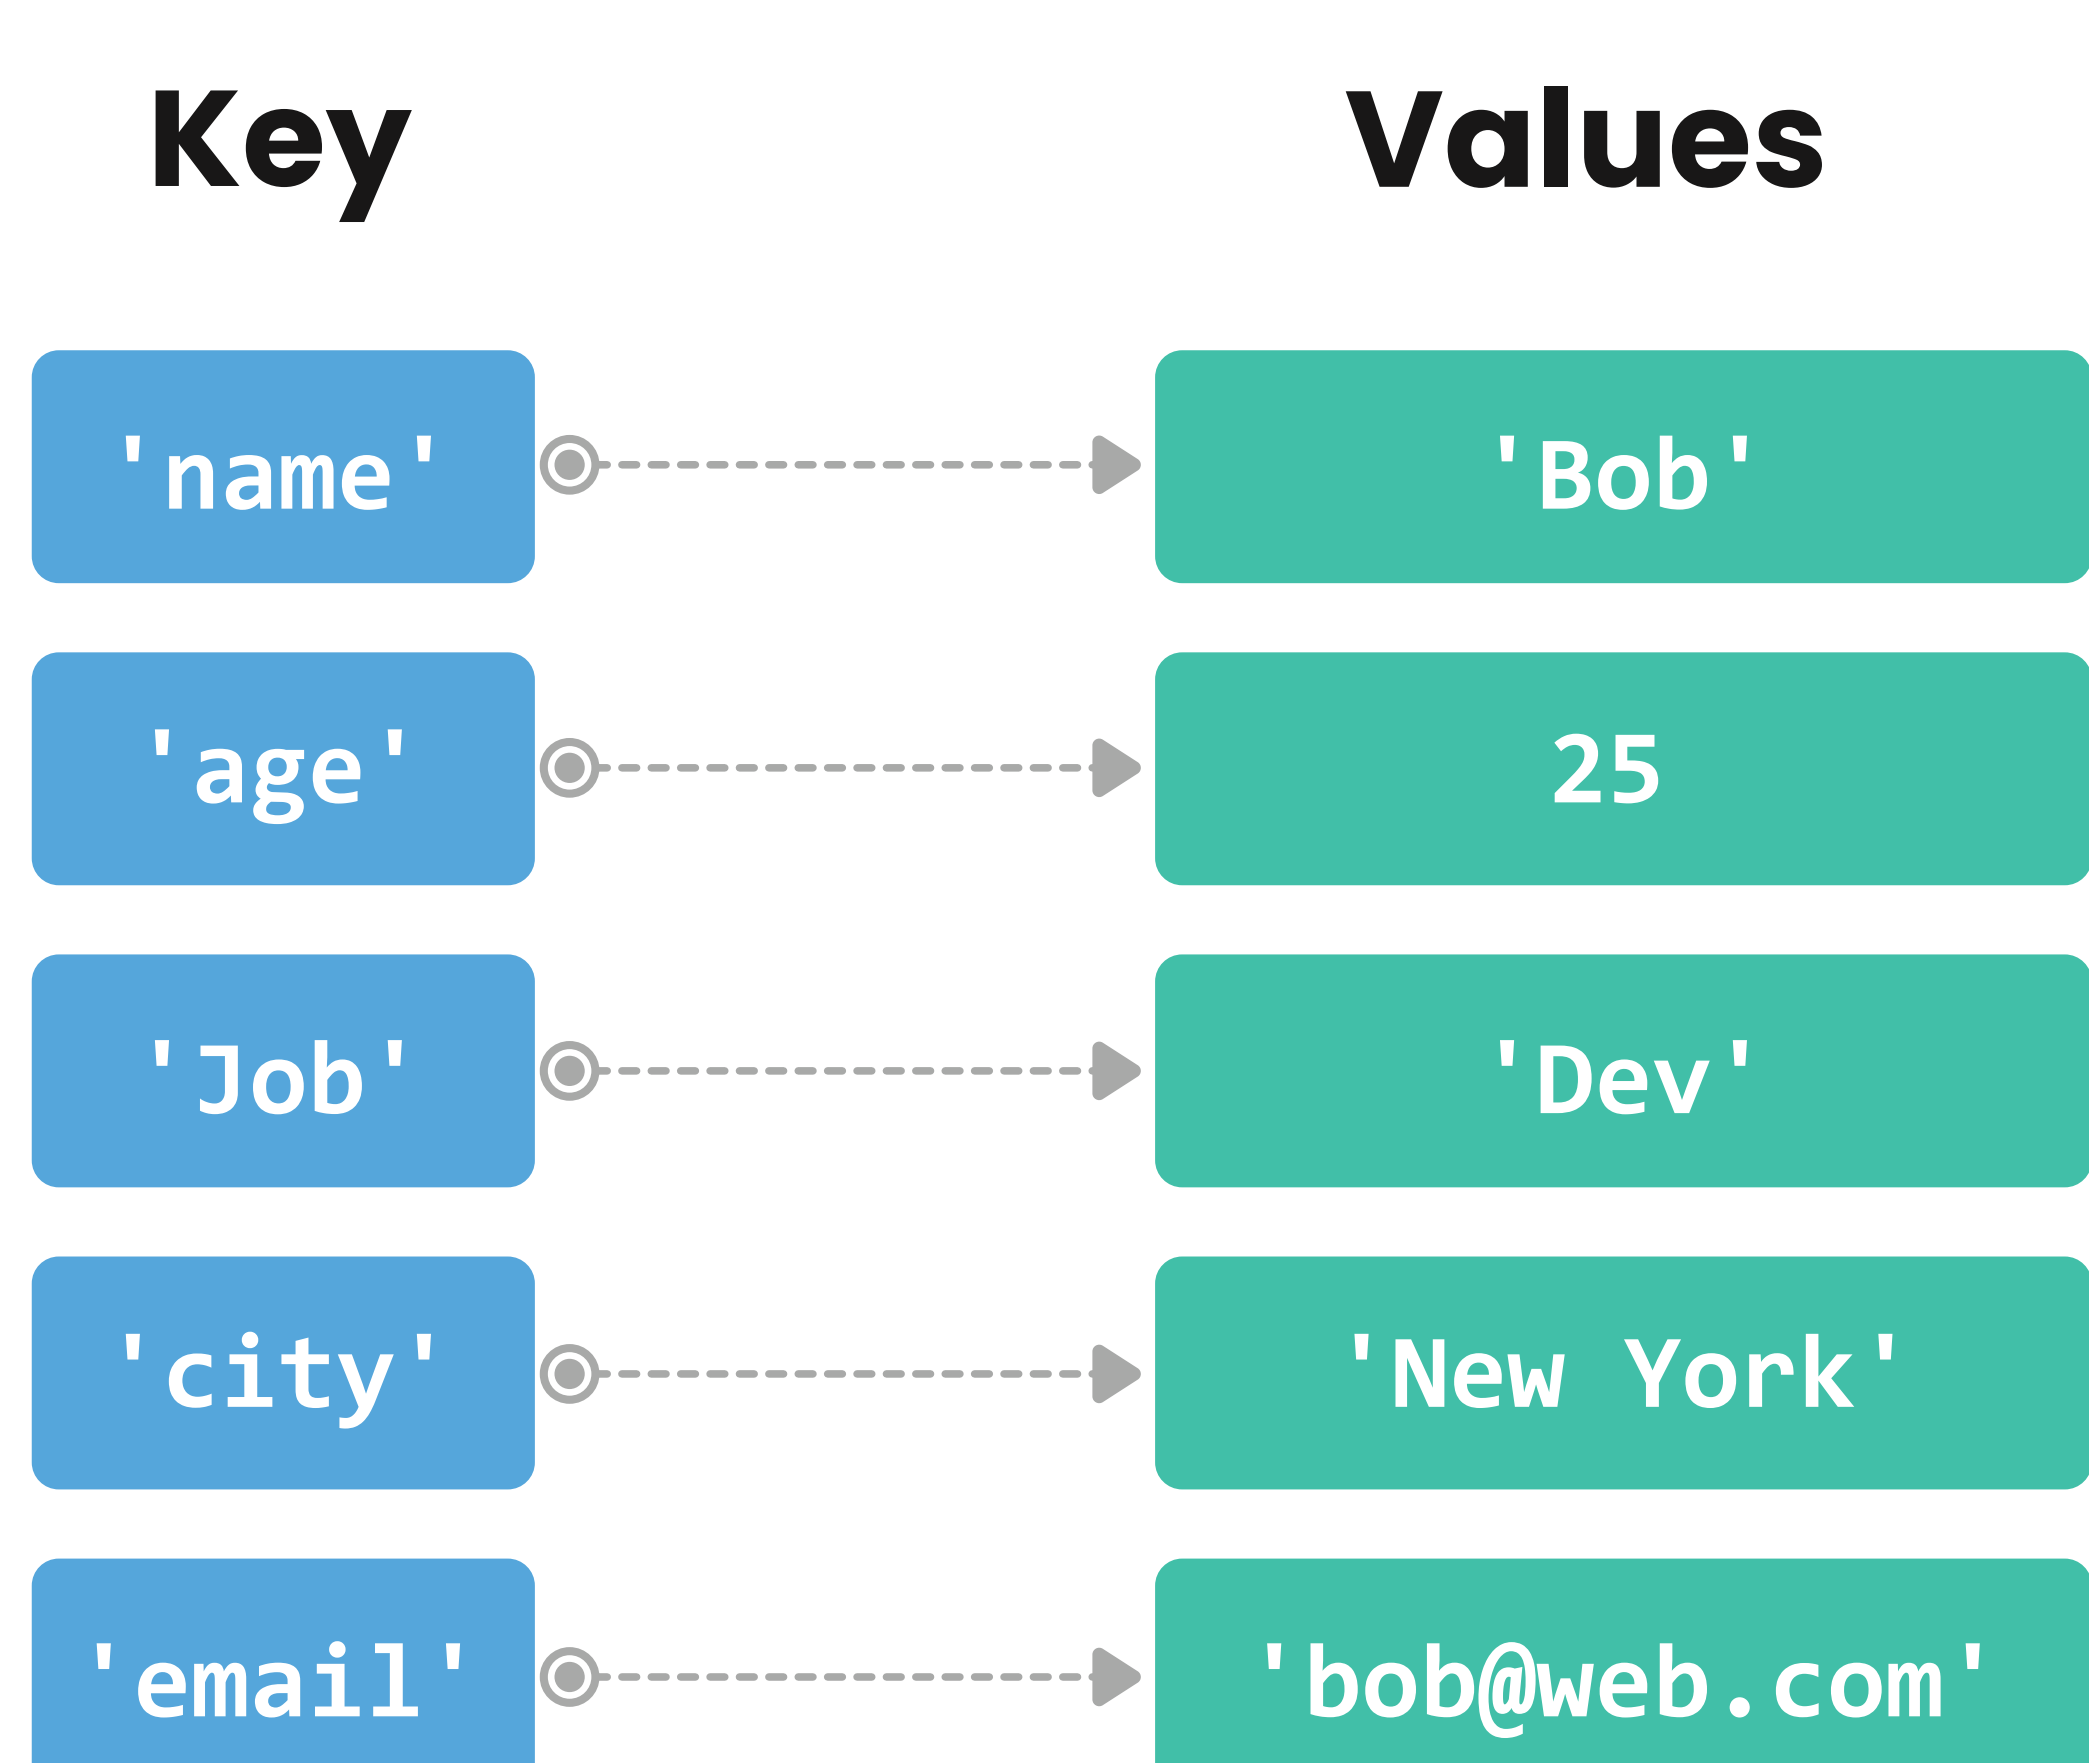 Key Values
'name' 'Bob'
'age' 25
'Job' 'Dev'
'city' 'New York'
'email' 'bob@web.com'